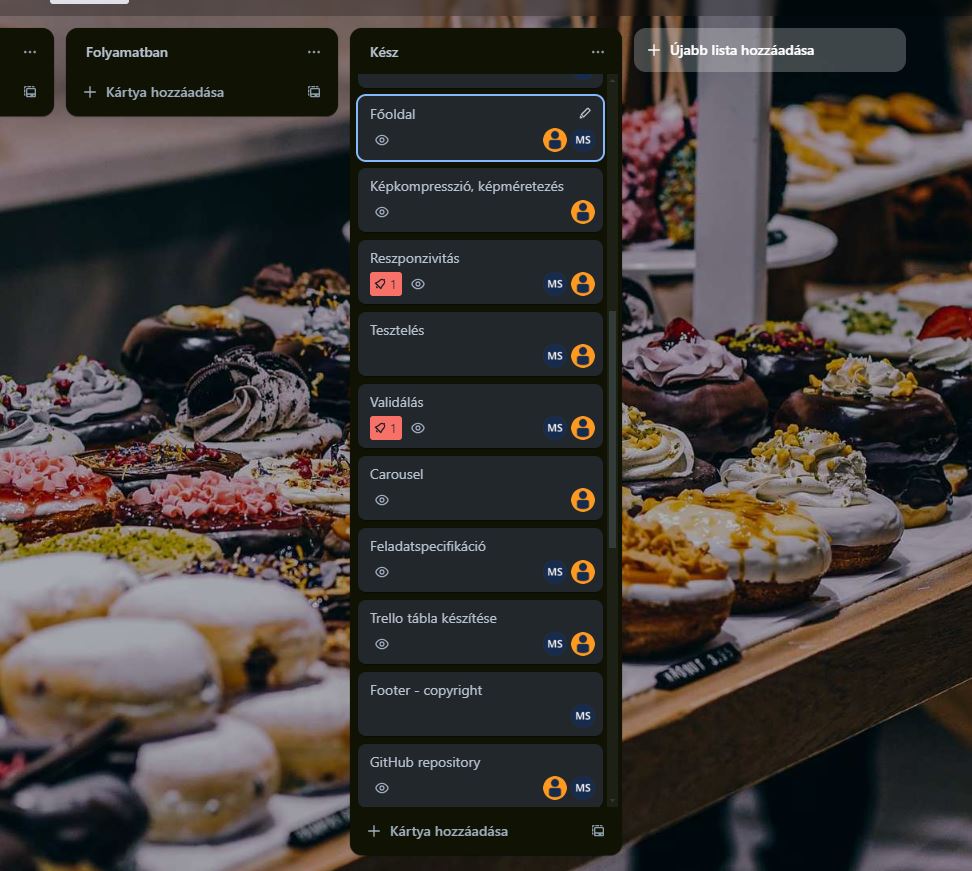 Folyamatban
Kártya hozzáadása
Kész
Főoldal
MS
Képkompresszió, képméretezés
Reszponzivitás
1
MS
Tesztelés
MS
Validálás
1
MS
Carousel
Feladatspecifikáció
MS
Trello tábla készítése
MS
Footer - copyright
MS
GitHub repository
MS
Kártya hozzáadása
Újabb lista hozzáadása